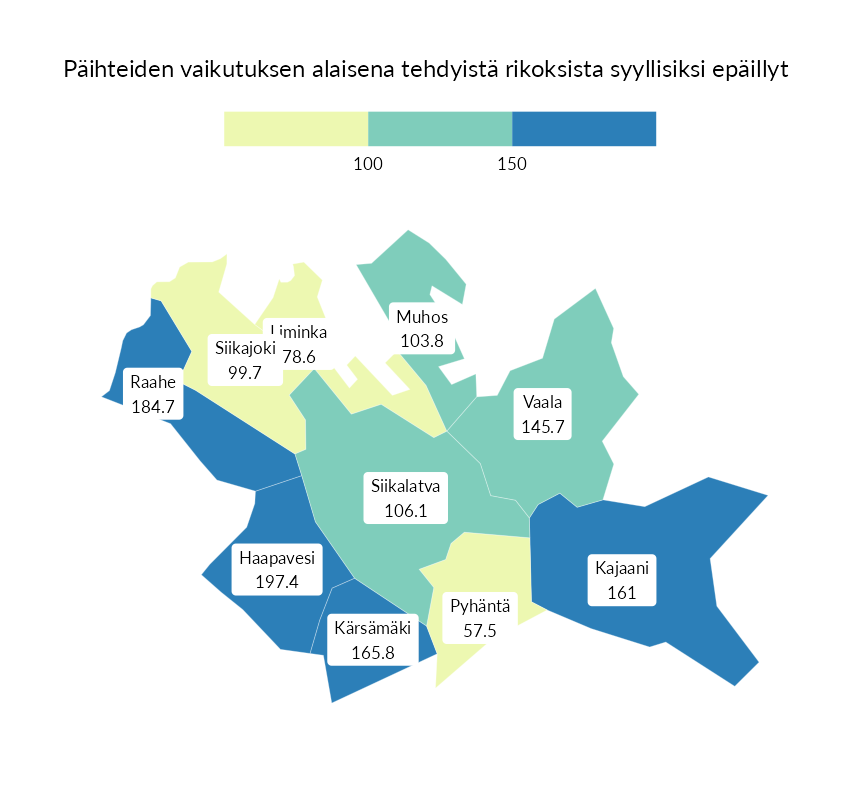 Päihteiden vaikutuksen alaisena tehdyistä rikoksista syyllisiksi epäillyt
100
150
Muhos
103.8
Liminka
78.6
Siikajoki
99.7
Raahe
184.7
Vaala
145.7
Siikalatva
106.1
Haapavesi
197.4
Kajaani
161
Pyhäntä
57.5
Kärsämäki
165.8